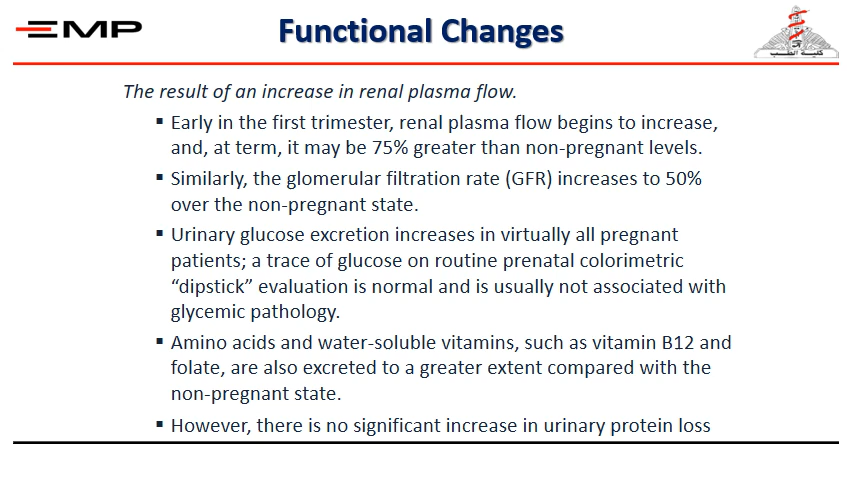 EMP
Functional Changes
كلية الطب
The result of an increase in renal plasma flow.
▪ Early in the first trimester, renal plasma flow begins to increase,
and, at term, it may be 75% greater than non-pregnant levels.
▪ Similarly, the glomerular filtration rate (GFR) increases to 50%
over the non-pregnant state.
▪ Urinary glucose excretion increases in virtually all pregnant
patients; a trace of glucose on routine prenatal colorimetric
“dipstick” evaluation is normal and is usually not associated with
glycemic pathology.
▪ Amino acids and water-soluble vitamins, such as vitamin B12 and
folate, are also excreted to a greater extent compared with the
non-pregnant state.
▪ However, there is no significant increase in urinary protein loss